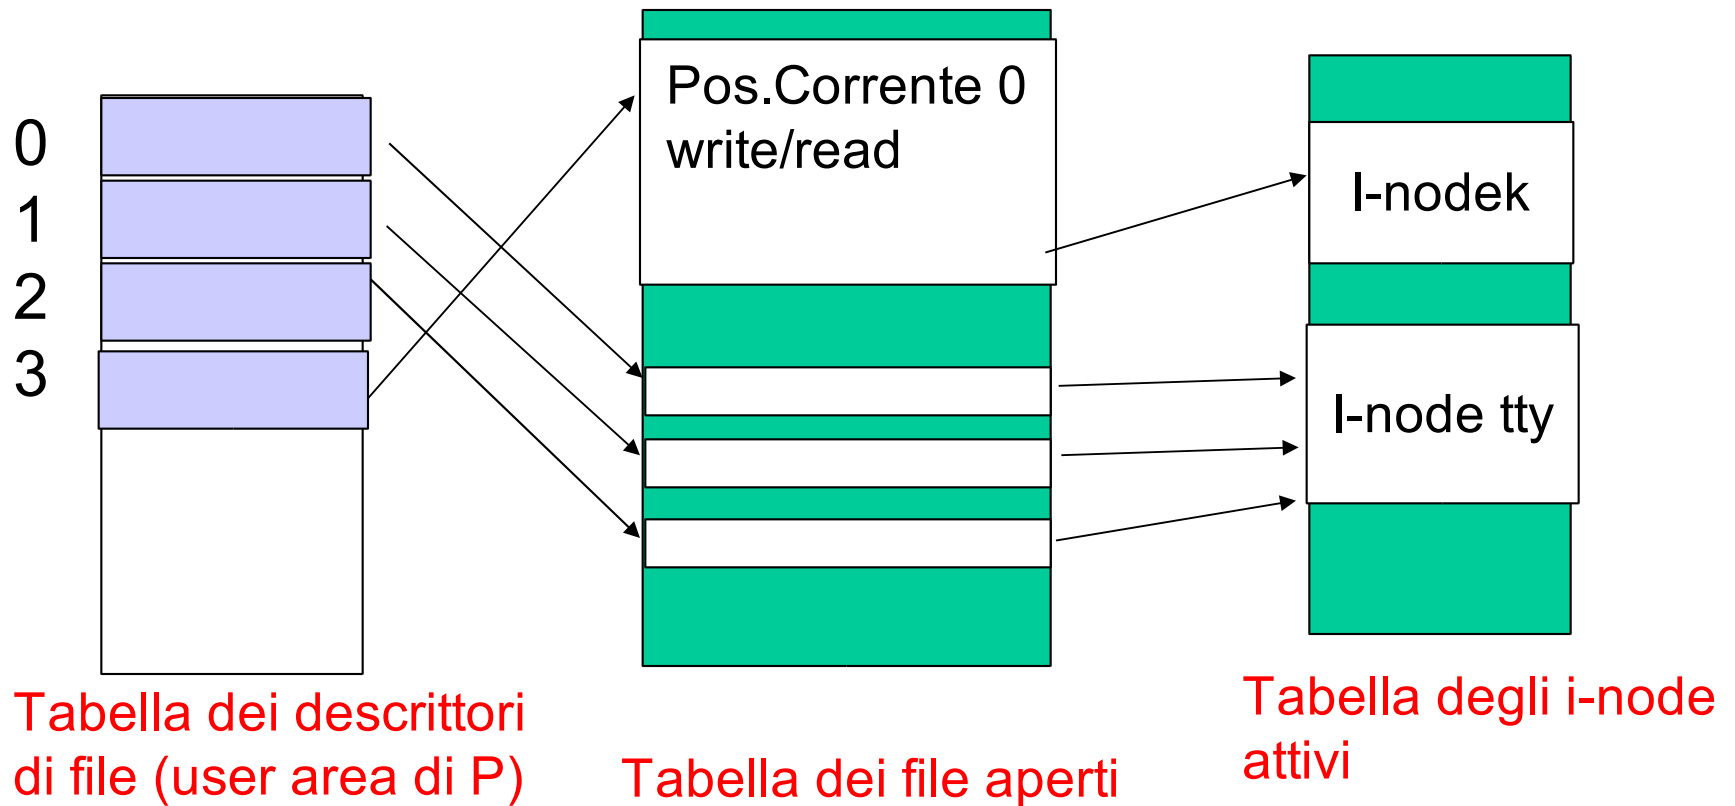 0
1
2
3
Pos.Corrente 0
write/read
I-nodek
I-node tty
Tabella dei descrittori
di file (user area di P)
Tabella dei file aperti
Tabella degli i-node
attivi